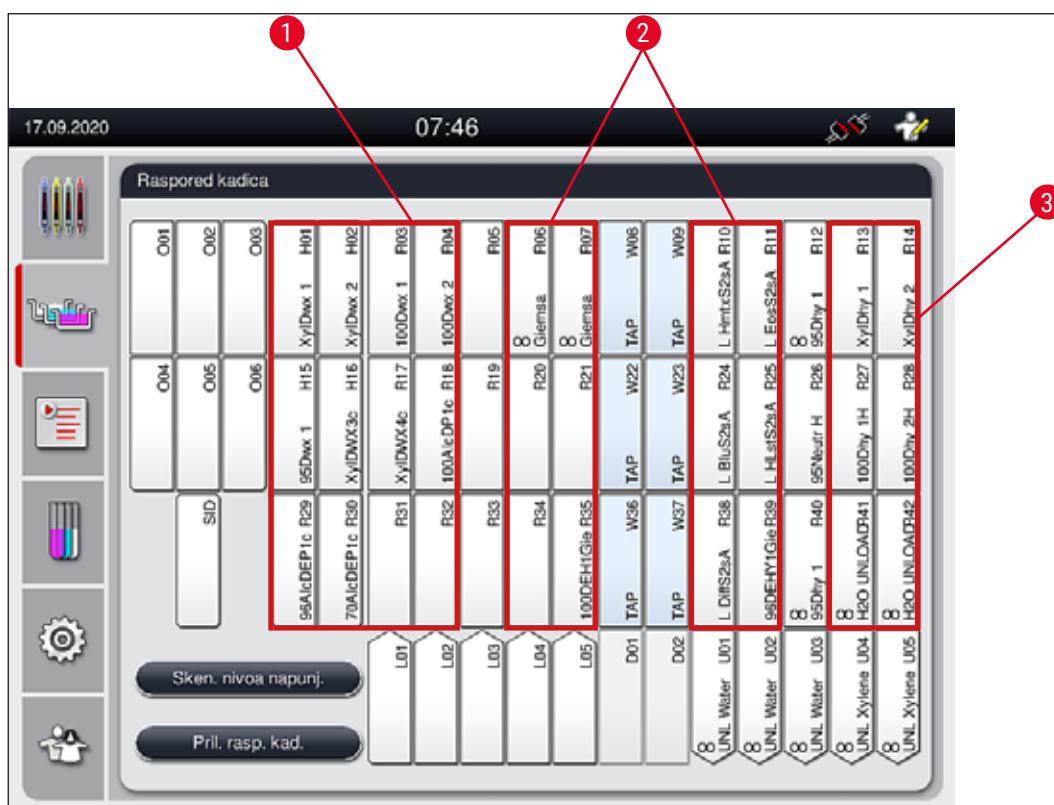 1
2
3
17.09.2020
07:46
Raspored kadica
O01
O02
O03
XylDwx 1 H01
XylDwx 2 H02
100Dwx 1 R03
100Dwx 2 R04
R05
∞ Giemsa R06
∞ Giemsa R07
TAP W08
TAP W09
L HmtxS2sA R10
L EosS2sA R11
∞ 95Dhy 1 R12
XylDhy 1 R13
XylDhy 2 R14
O04
O05
O06
95Dwx 1 H15
XylDWX3c H16
XylDWX4c R17
100AlcDP1c R18
R19
R20
R21
TAP W22
TAP W23
L BluS2sA R24
L HLstS2sA R25
95Neutr H R26
100Dhy 1H R27
100Dhy 2H R28
SID
96AlcDEP1c R29
70AlcDEP1c R30
R31
R32
R33
R34
100DEH1Gie R35
TAP W36
TAP W37
L DiffS2sA R38
96DEHY1Gie R39
∞ 95Dhy 1 R40
∞ H2O UNLOAD R41
∞ H2O UNLOAD R42
L01
L02
L03
L04
L05
D01
D02
∞ UNL Water U01
∞ UNL Water U02
∞ UNL Water U03
∞ UNL Xylene U04
∞ UNL Xylene U05
Sken. nivoa napunj.
Pril. rasp. kad.